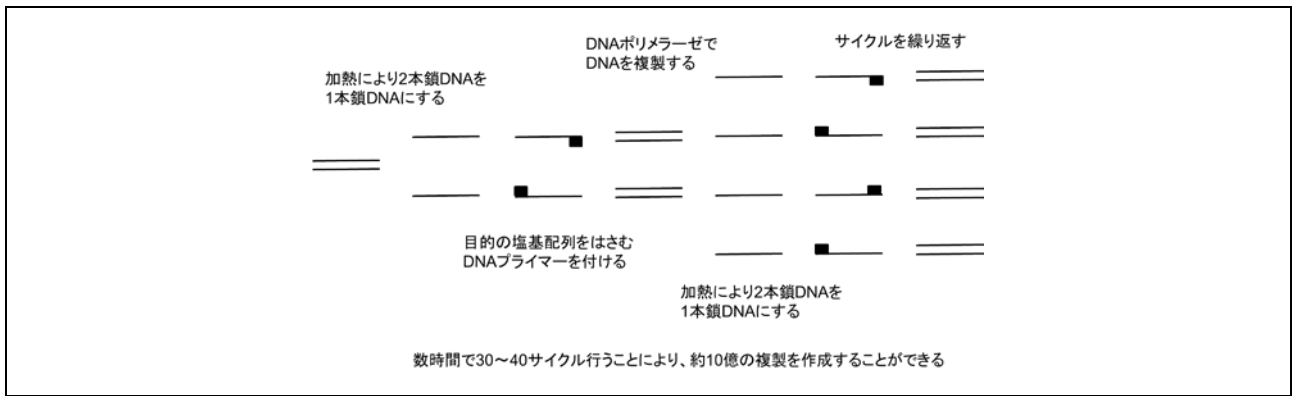 加熱により2本鎖DNAを
1本鎖DNAにする
目的の塩基配列をはさむ
DNAプライマーを付ける
DNAポリメラーゼで
DNAを複製する
加熱により2本鎖DNAを
1本鎖DNAにする
サイクルを繰り返す
数時間で30～40サイクル行うことにより、約10億の複製を作成することができる